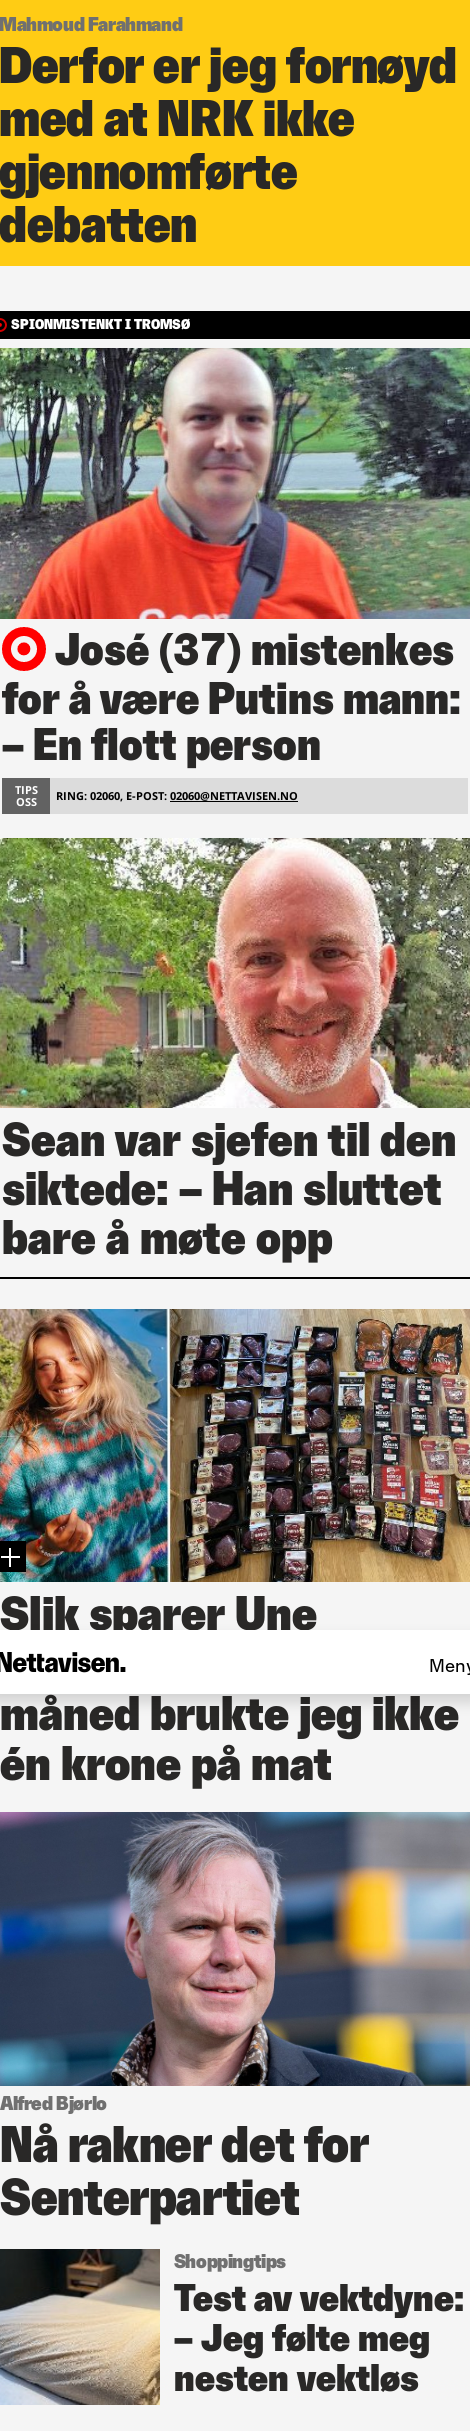 Mahmoud Farahmand
Derfor er jeg fornøyd
med at NRK ikke
gjennomførte
debatten
SPIONMISTENKT I TROMSØ
José (37) mistenkes
for å være Putins mann:
– En flott person
TIPS
OSS
RING: 02060, E-POST: 02060@NETTAVISEN.NO
Sean var sjefen til den
siktede: – Han sluttet
bare å møte opp
Slik sparer Une
Nettavisen.
Meny
måned brukte jeg ikke
én krone på mat
Alfred Bjørlo
Nå rakner det for
Senterpartiet
Shoppingtips
Test av vektdyne:
– Jeg følte meg
nesten vektløs